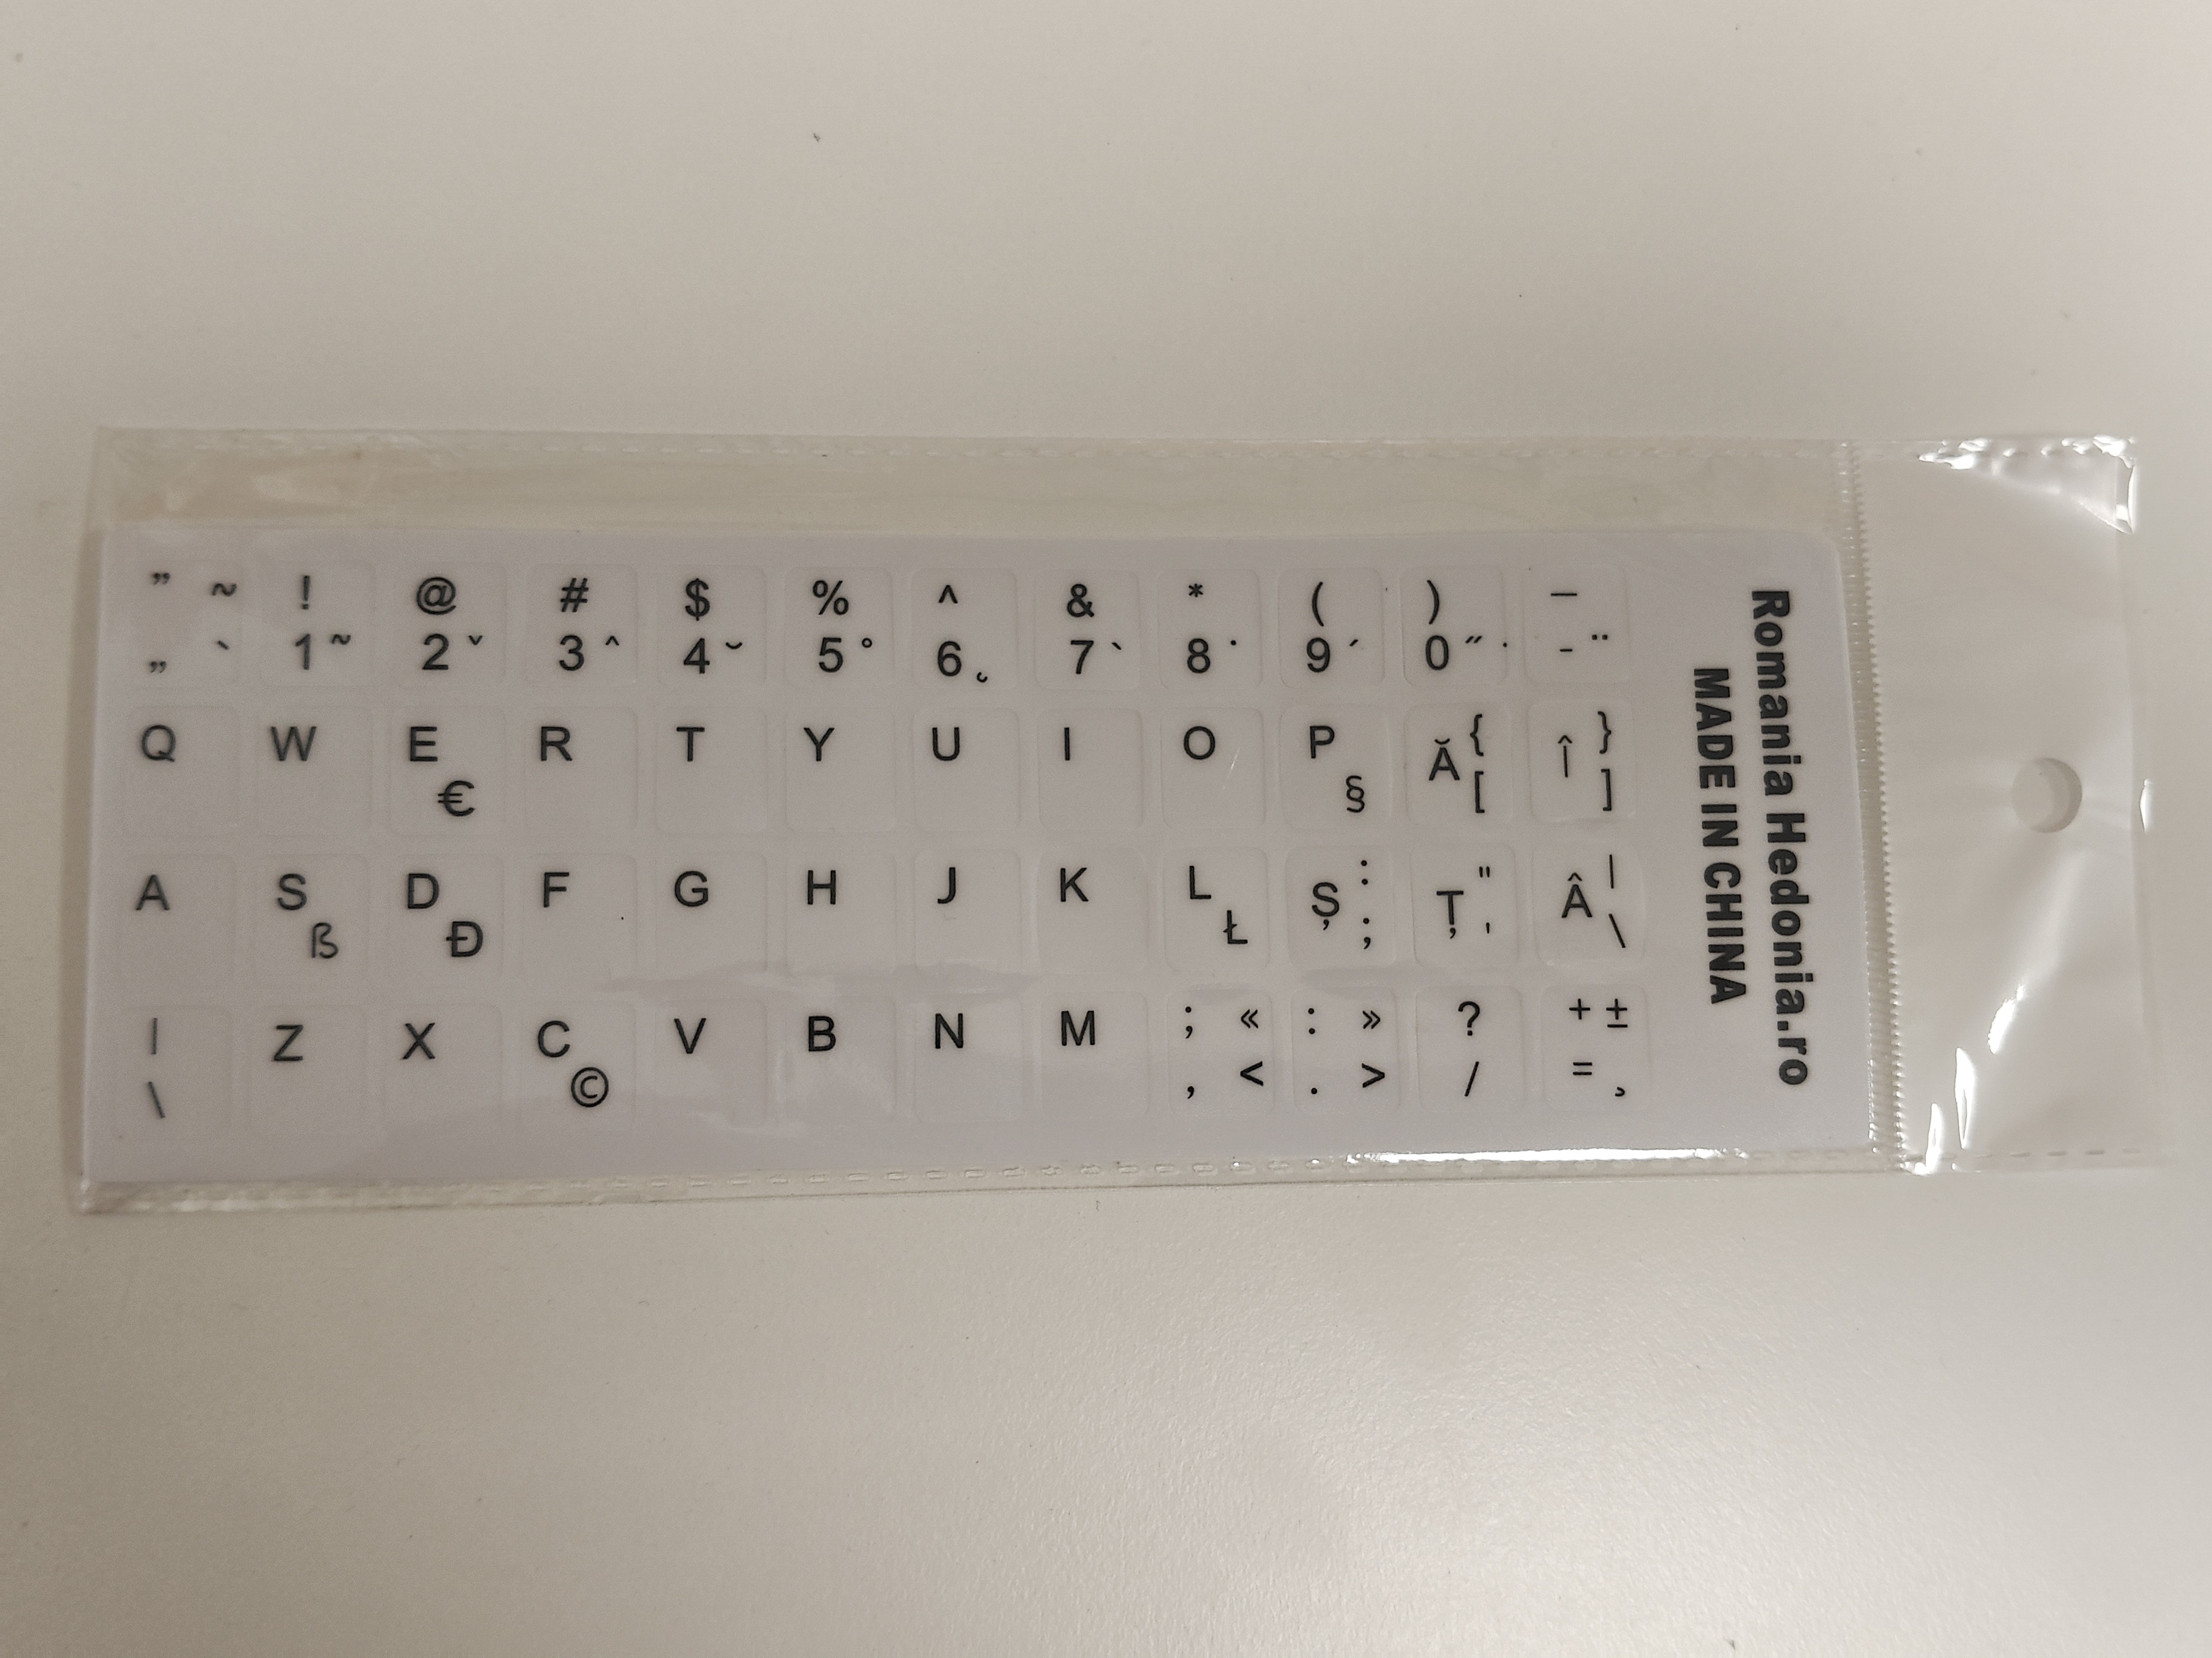 ” ~ ! @ # $ % ^ & * ( ) _
„ ` 1 ~ 2 ˇ 3 ^ 4 ˘ 5 ° 6 ˛ 7 ` 8 ˙ 9 ´ 0 ˝ - ¨
Q W E R T Y U I O P Ă { Î }
€ § [ ]
A S D F G H J K L Ș : Ț " Â |
ß Đ Ł ; ' \
| Z X C V B N M ; « : » ? + ±
\ © , < . > / = ¸
Romania Hedonia.ro
MADE IN CHINA